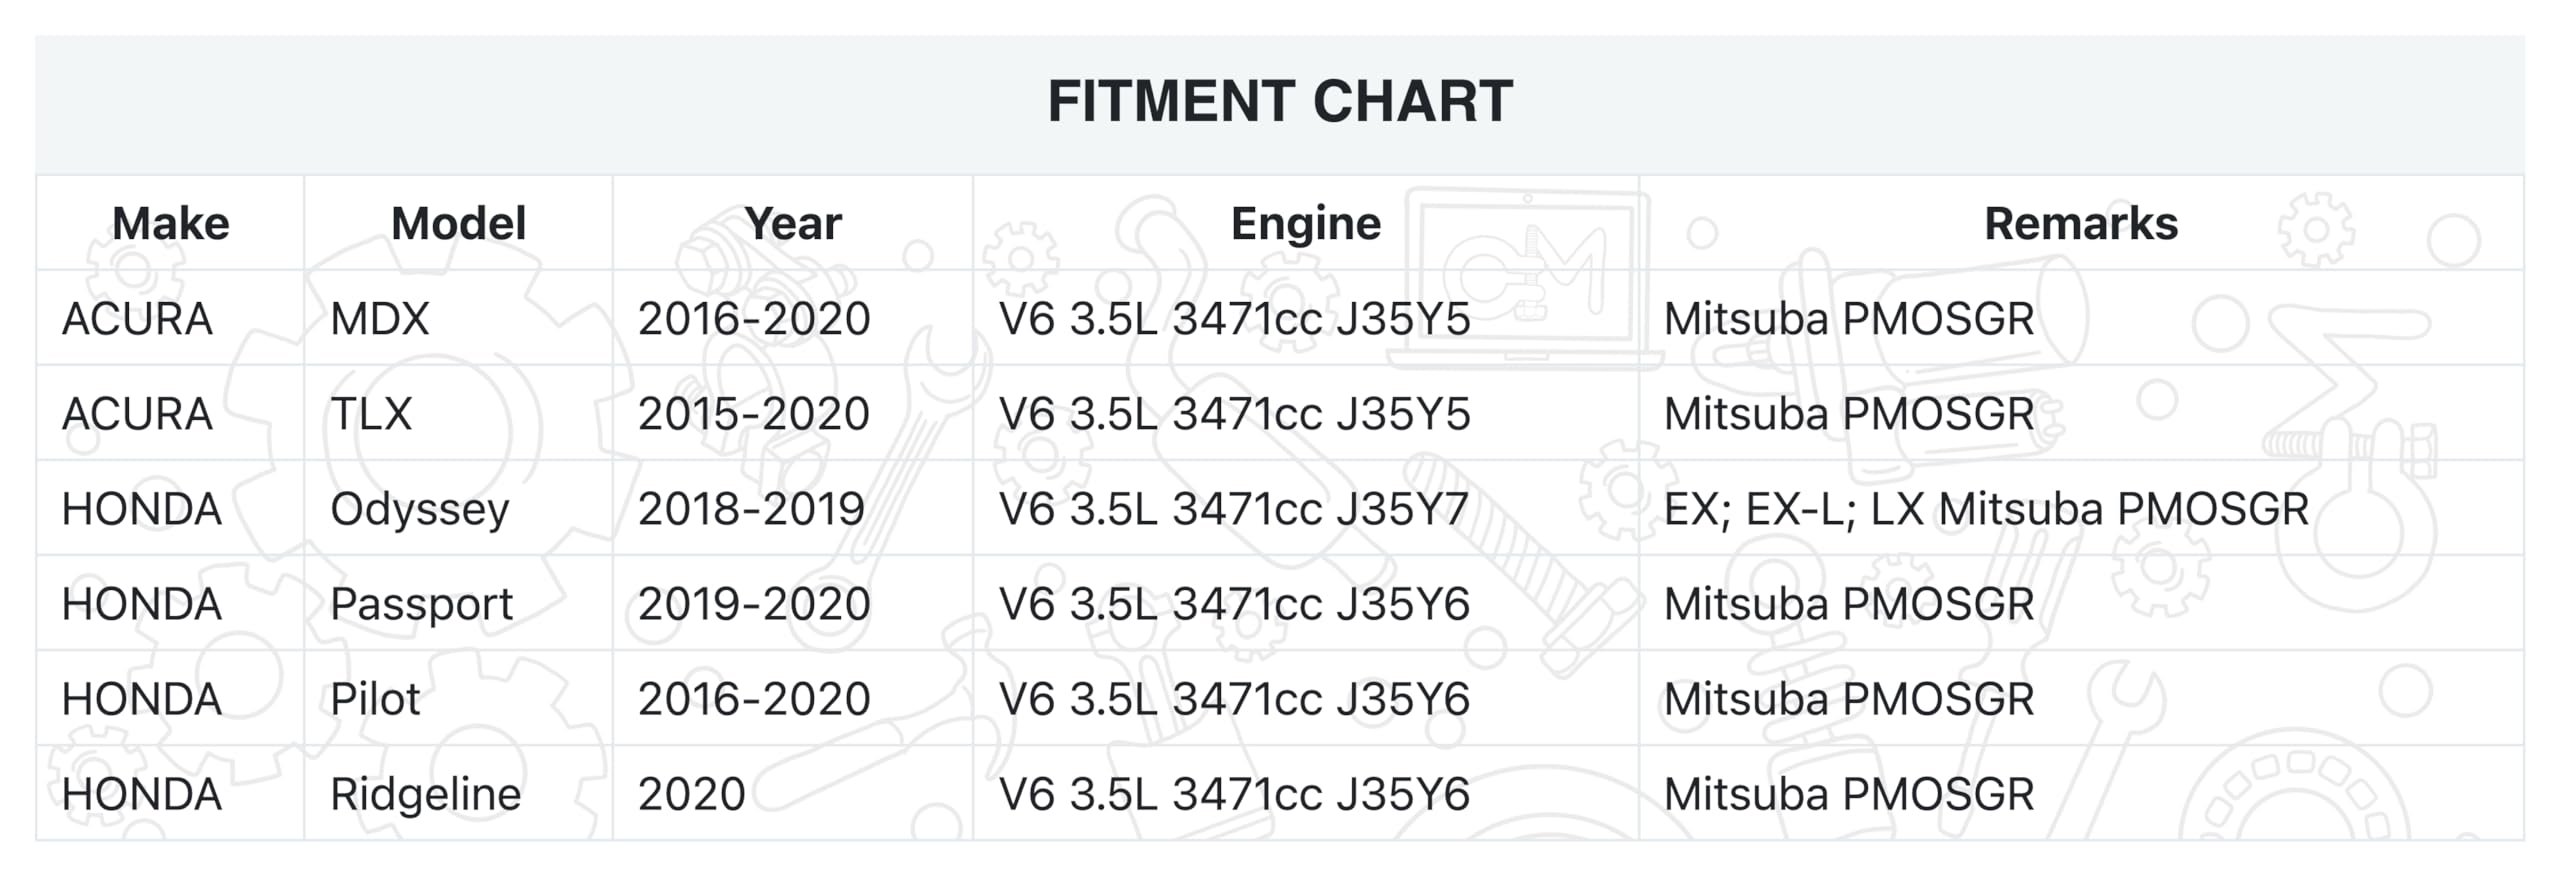 FITMENT CHART
Make Model Year Engine Remarks
ACURA MDX 2016-2020 V6 3.5L 3471cc J35Y5 Mitsuba PMOSGR
ACURA TLX 2015-2020 V6 3.5L 3471cc J35Y5 Mitsuba PMOSGR
HONDA Odyssey 2018-2019 V6 3.5L 3471cc J35Y7 EX; EX-L; LX Mitsuba PMOSGR
HONDA Passport 2019-2020 V6 3.5L 3471cc J35Y6 Mitsuba PMOSGR
HONDA Pilot 2016-2020 V6 3.5L 3471cc J35Y6 Mitsuba PMOSGR
HONDA Ridgeline 2020 V6 3.5L 3471cc J35Y6 Mitsuba PMOSGR